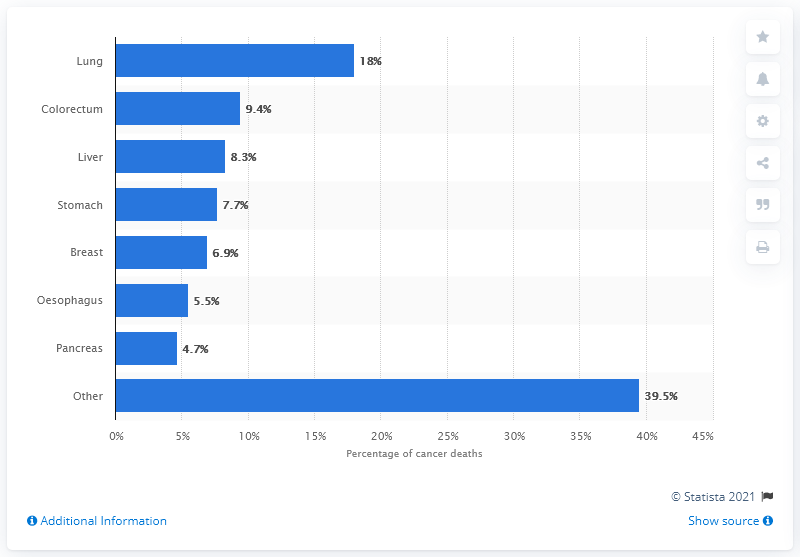 Lung 18%
Colorectum 9.4%
Liver 8.3%
Stomach 7.7%
Breast 6.9%
Oesophagus 5.5%
Pancreas 4.7%
Other 39.5%
0% 5% 10% 15% 20% 25% 30% 35% 40% 45%
Percentage of cancer deaths
© Statista 2021
Additional Information Show source